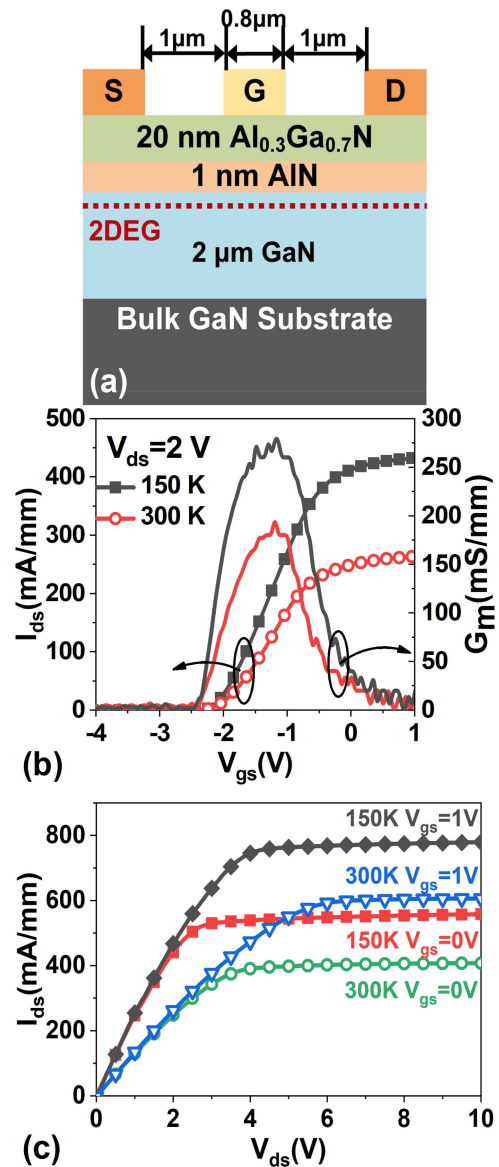 0.8μm
1μm
1μm
S
G
D
20 nm Al0.3Ga0.7N
1 nm AlN
2DEG
2 μm GaN
Bulk GaN Substrate
(a)
500
400
300
200
100
0
Ids(mA/mm)
Vds=2 V
150 K
300 K
300
250
200
150
100
50
0
Gm(mS/mm)
-4
-3
-2
-1
0
1
Vgs(V)
(b)
800
600
400
200
0
Ids(mA/mm)
150K Vgs=1V
300K Vgs=1V
150K Vgs=0V
300K Vgs=0V
0
2
4
6
8
10
Vds(V)
(c)